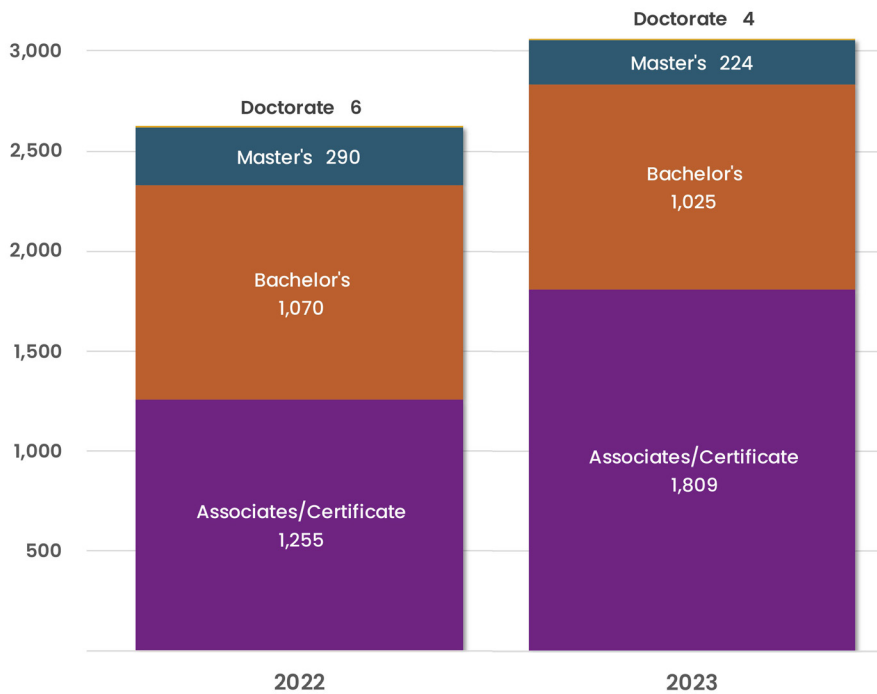 Doctorate 4
3,000
Master's 224
Doctorate 6
2,500
Master's 290
Bachelor's
1,025
2,000
Bachelor's
1,070
1,500
1,000
Associates/Certificate
1,809
Associates/Certificate
1,255
500
2022
2023